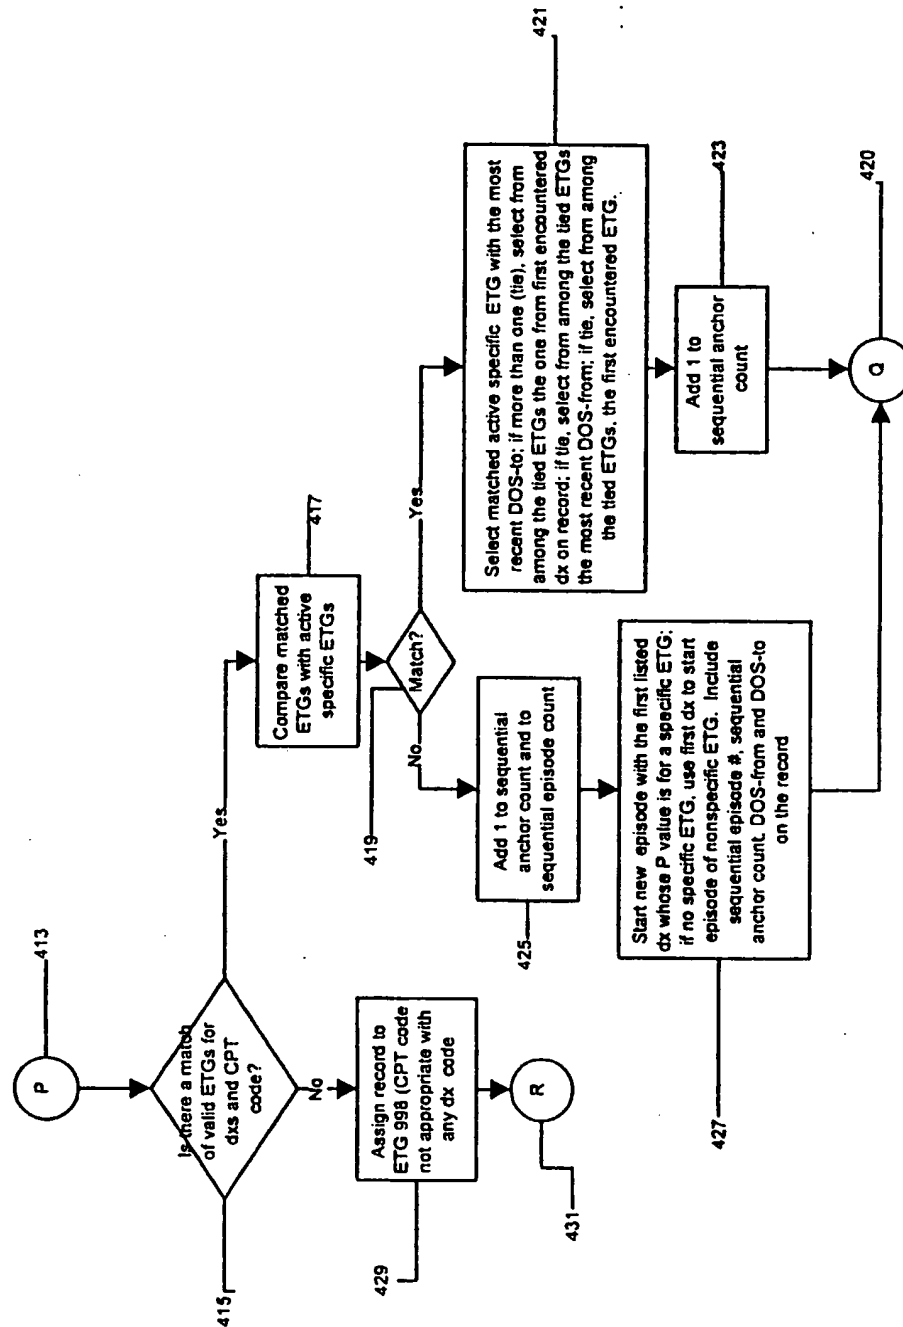 P
413
Is there a match
of valid ETGs for
dxs and CPT
code?
415
Yes
No
Assign record to
ETG 998 (CPT code
not appropriate with
any dx code
429
R
431
Compare matched
ETGs with active
specific ETGs
417
Match?
419
Yes
No
Add 1 to sequential
anchor count and to
sequential episode count
425
Start new episode with the first listed
dx whose P value is for a specific ETG;
if no specific ETG, use first dx to start
episode of nonspecific ETG. Include
sequential episode #, sequential
anchor count. DOS-from and DOS-to
on the record
427
Select matched active specific ETG with the most
recent DOS-to; if more than one (tie), select from
among the tied ETGs the one from first encountered
dx on record; if tie, select from among the tied ETGs
the most recent DOS-from; if tie, select from among
the tied ETGs, the first encountered ETG.
421
Add 1 to
sequential anchor
count
423
Q
420